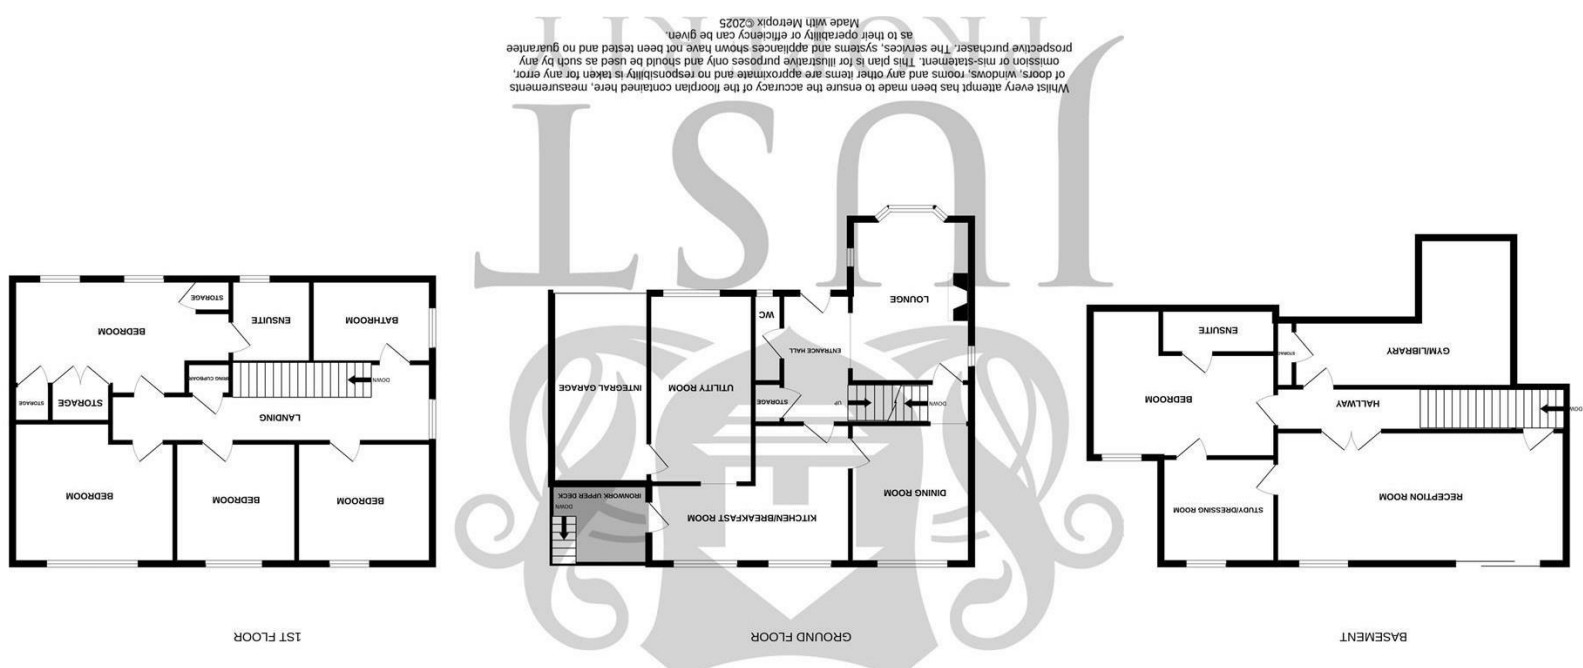 BASEMENT
RECEPTION ROOM
STUDY/DRESSING ROOM
DOWN
HALLWAY
BEDROOM
GYM/LIBRARY
STORAGE
ENSUITE
GROUND FLOOR
DINING ROOM
KITCHEN/BREAKFAST ROOM
IRONWORK UPPER DECK
DOWN
DOWN
UP
STORAGE
UTILITY ROOM
INTEGRAL GARAGE
ENTRANCE HALL
LOUNGE
WC
1ST FLOOR
BEDROOM
BEDROOM
BEDROOM
LANDING
STORAGE
STORAGE
DOWN
BEDROOM
BATHROOM
ENSUITE
STORAGE
JUST
PROPERTY
Whilst every attempt has been made to ensure the accuracy of the floorplan contained here, measurements
of doors, windows, rooms and any other items are approximate and no responsibility is taken for any error,
omission or mis-statement. This plan is for illustrative purposes only and should be used as such by any
prospective purchaser. The services, systems and appliances shown have not been tested and no guarantee
as to their operability or efficiency can be given.
Made with Metropix ©2025